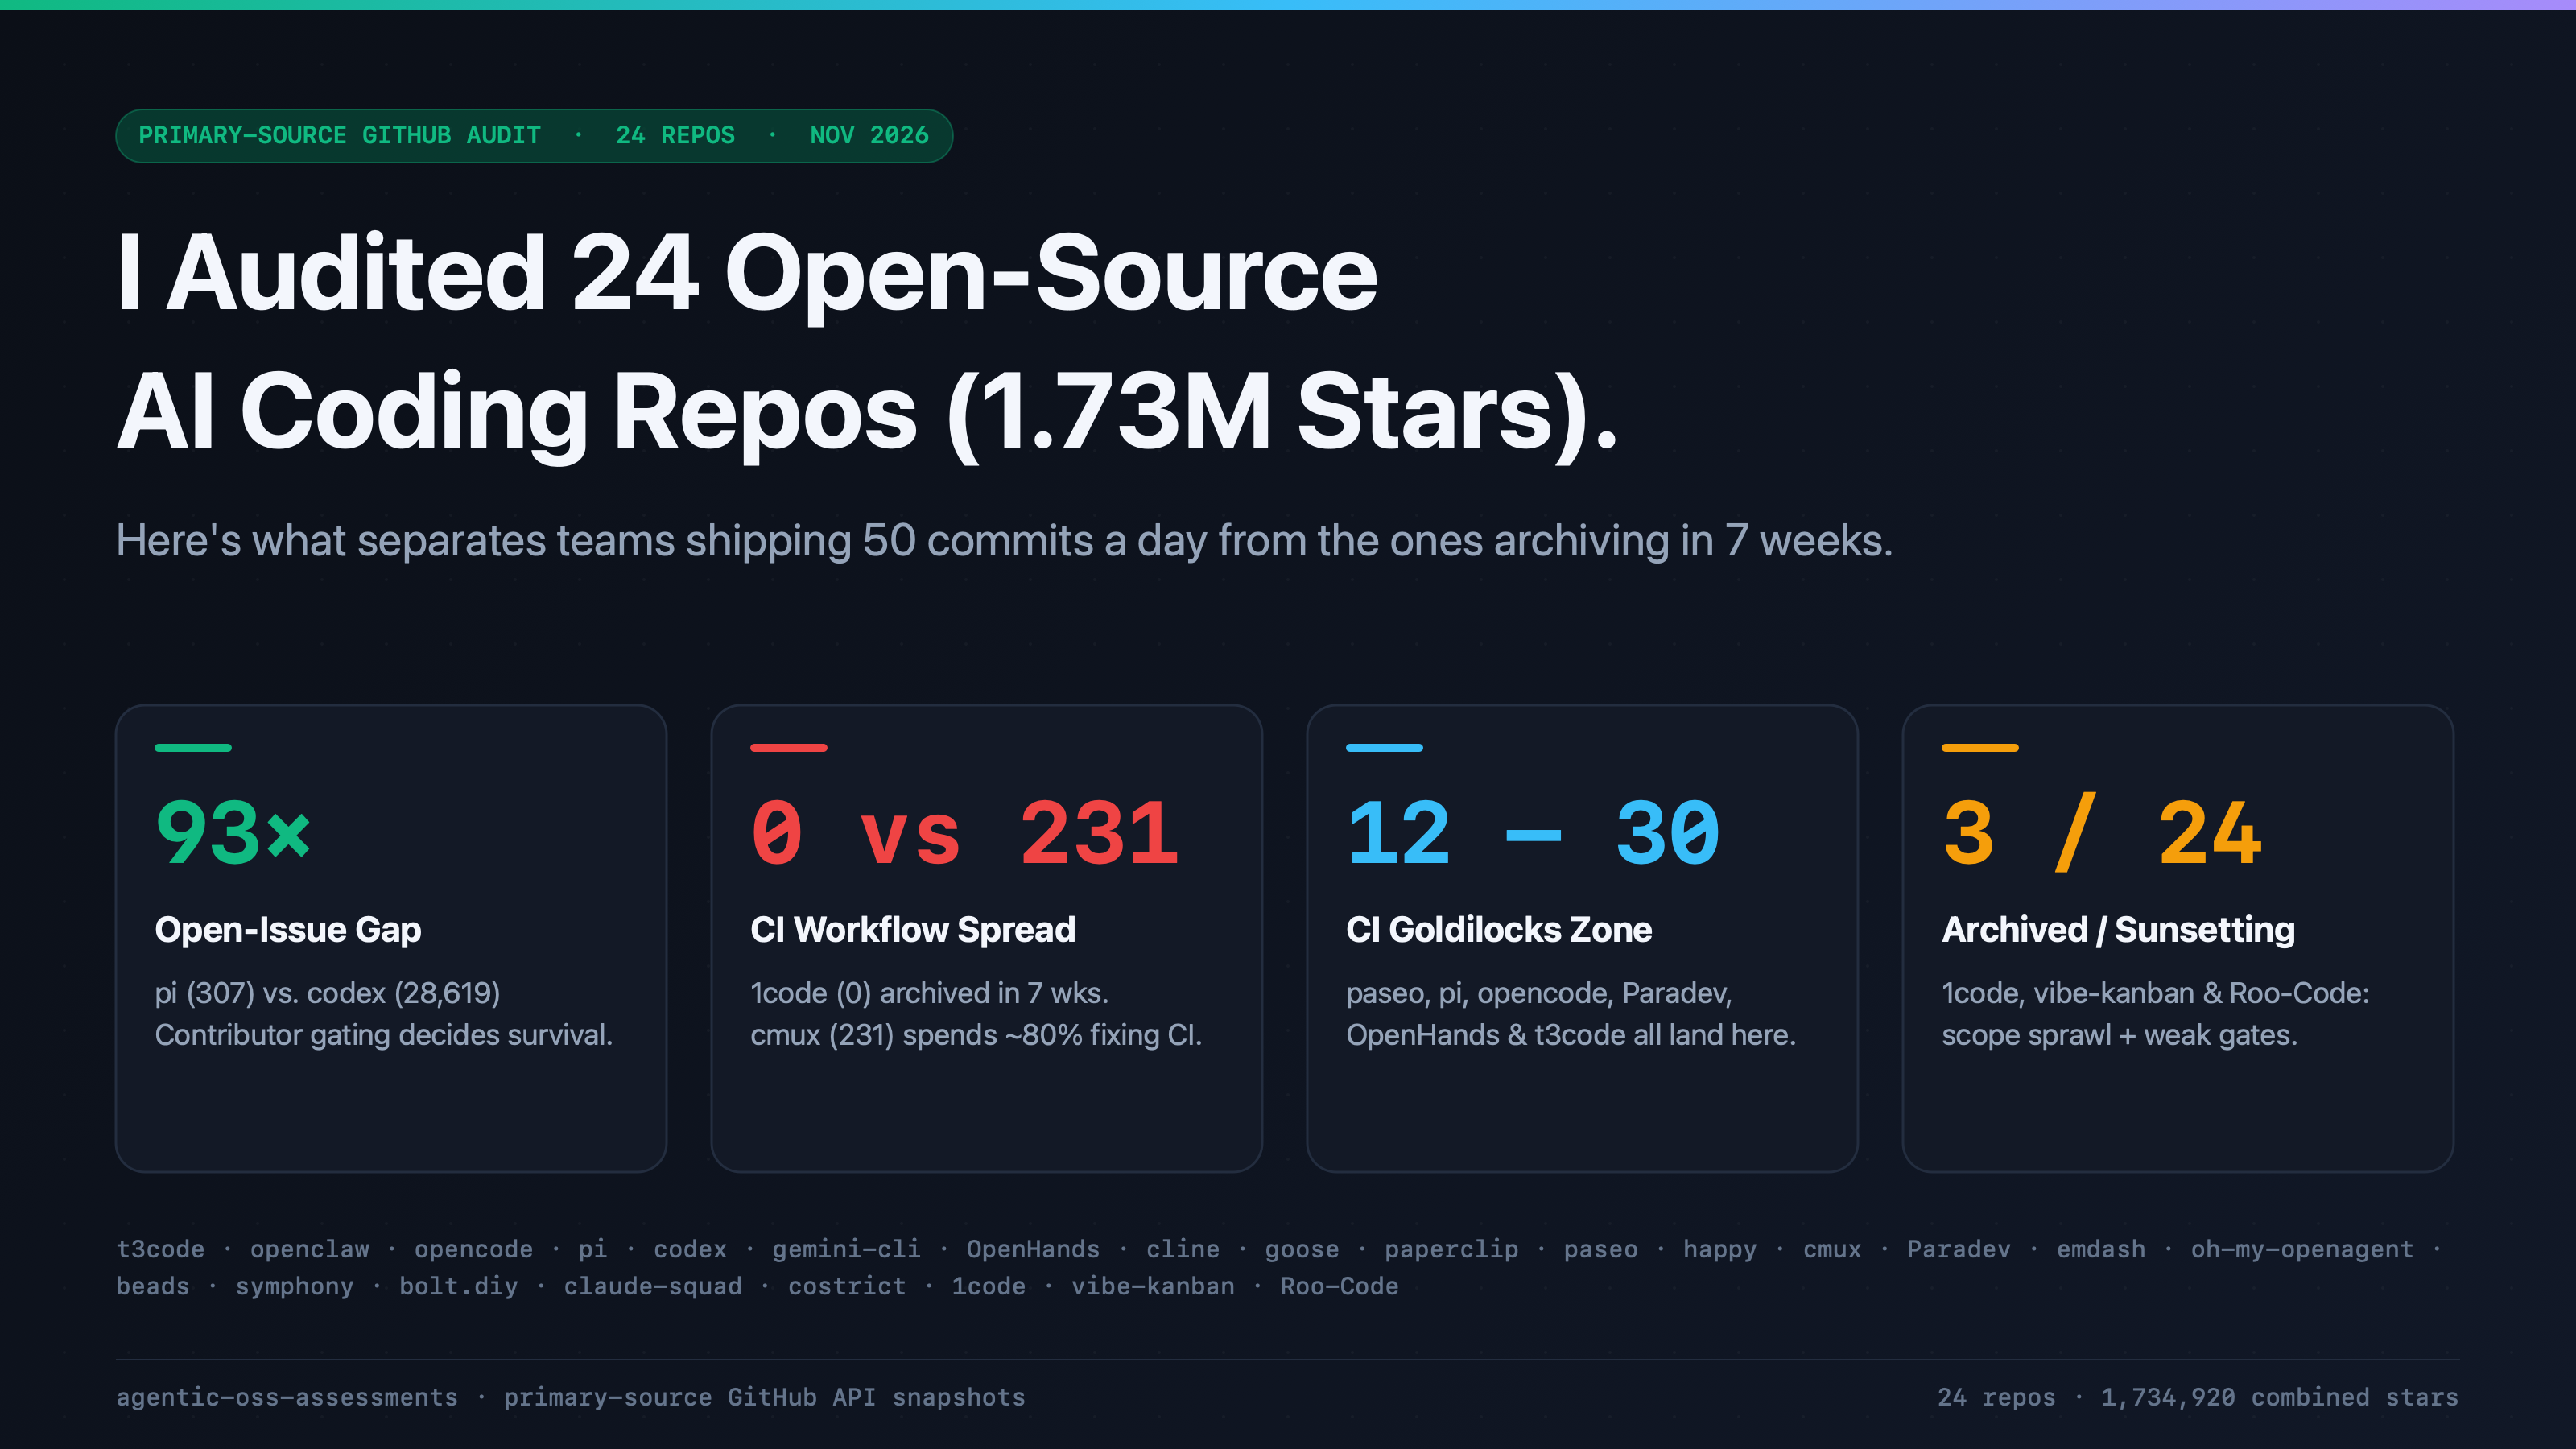 PRIMARY-SOURCE GITHUB AUDIT · 24 REPOS · NOV 2026
I Audited 24 Open-Source
AI Coding Repos (1.73M Stars).
Here's what separates teams shipping 50 commits a day from the ones archiving in 7 weeks.
93×
Open-Issue Gap
pi (307) vs. codex (28,619)
Contributor gating decides survival.
0 vs 231
CI Workflow Spread
1code (0) archived in 7 wks.
cmux (231) spends ~80% fixing CI.
12 – 30
CI Goldilocks Zone
paseo, pi, opencode, Paradev,
OpenHands & t3code all land here.
3 / 24
Archived / Sunsetting
1code, vibe-kanban & Roo-Code:
scope sprawl + weak gates.
t3code · openclaw · opencode · pi · codex · gemini-cli · OpenHands · cline · goose · paperclip · paseo · happy · cmux · Paradev · emdash · oh-my-openagent ·
beads · symphony · bolt.diy · claude-squad · costrict · 1code · vibe-kanban · Roo-Code
agentic-oss-assessments · primary-source GitHub API snapshots
24 repos · 1,734,920 combined stars